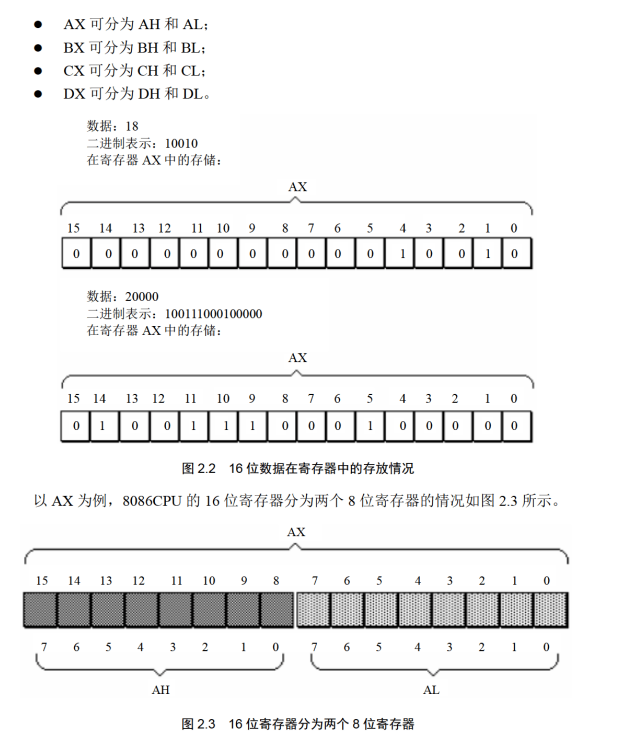 ● AX 可分为 AH 和 AL;
● BX 可分为 BH 和 BL;
● CX 可分为 CH 和 CL;
● DX 可分为 DH 和 DL。
数据：18
二进制表示：10010
在寄存器 AX 中的存储：
AX
15 14 13 12 11 10 9 8 7 6 5 4 3 2 1 0
0 0 0 0 0 0 0 0 0 0 0 1 0 0 1 0
数据：20000
二进制表示：100111000100000
在寄存器 AX 中的存储：
AX
15 14 13 12 11 10 9 8 7 6 5 4 3 2 1 0
0 1 0 0 1 1 1 0 0 0 1 0 0 0 0 0
图 2.2 16 位数据在寄存器中的存放情况
以 AX 为例，8086CPU 的 16 位寄存器分为两个 8 位寄存器的情况如图 2.3 所示。
AX
15 14 13 12 11 10 9 8 7 6 5 4 3 2 1 0
7 6 5 4 3 2 1 0 7 6 5 4 3 2 1 0
AH AL
图 2.3 16 位寄存器分为两个 8 位寄存器